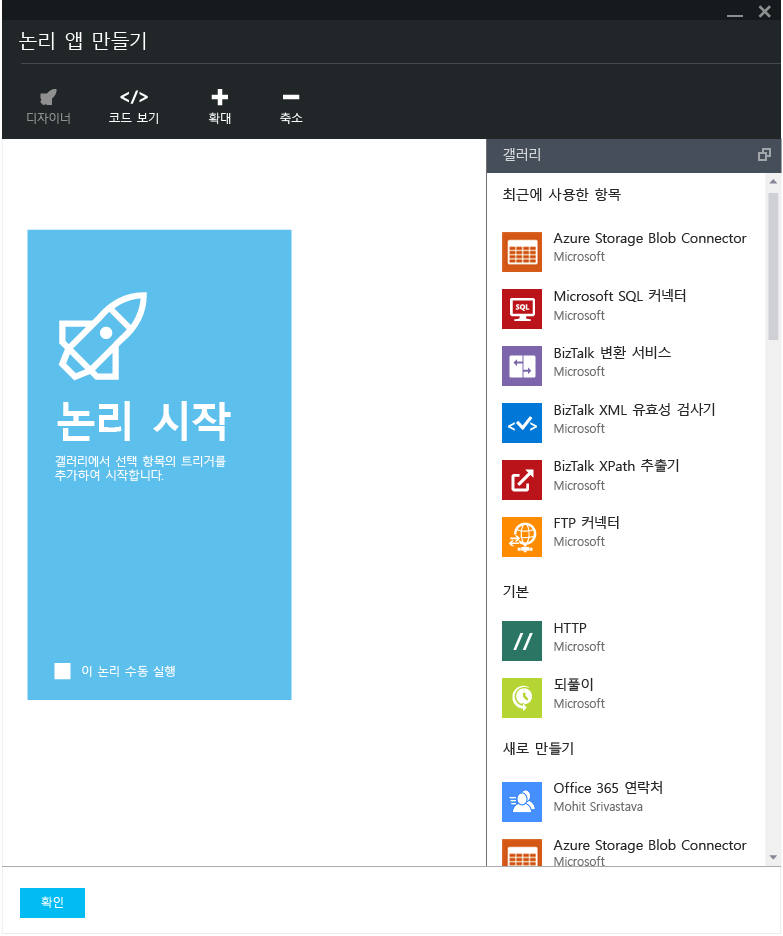 논리 앱 만들기
디자이너
</> 코드 보기
확대
축소
갤러리
최근에 사용한 항목
Azure Storage Blob Connector
Microsoft
SQL
Microsoft SQL 커넥터
Microsoft
BizTalk 변환 서비스
Microsoft
BizTalk XML 유효성 검사기
Microsoft
BizTalk XPath 추출기
Microsoft
FTP 커넥터
Microsoft
기본
//
HTTP
Microsoft
되풀이
Microsoft
새로 만들기
Office 365 연락처
Mohit Srivastava
Azure Storage Blob Connector
Microsoft
논리 시작
갤러리에서 선택 항목의 트리거를
추가하여 시작합니다.
이 논리 수동 실행
확인